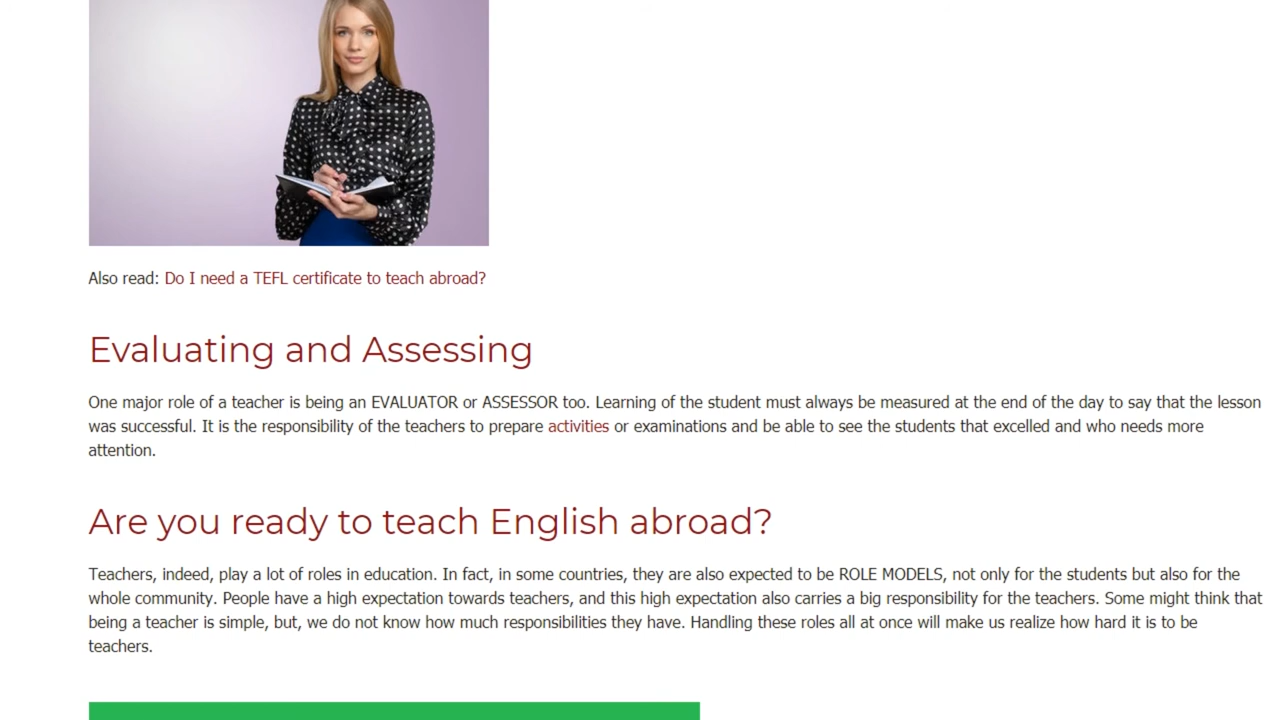 Also read: Do I need a TEFL certificate to teach abroad?
Evaluating and Assessing
One major role of a teacher is being an EVALUATOR or ASSESSOR too. Learning of the student must always be measured at the end of the day to say that the lesson
was successful. It is the responsibility of the teachers to prepare activities or examinations and be able to see the students that excelled and who needs more
attention.
Are you ready to teach English abroad?
Teachers, indeed, play a lot of roles in education. In fact, in some countries, they are also expected to be ROLE MODELS, not only for the students but also for the
whole community. People have a high expectation towards teachers, and this high expectation also carries a big responsibility for the teachers. Some might think that
being a teacher is simple, but, we do not know how much responsibilities they have. Handling these roles all at once will make us realize how hard it is to be
teachers.